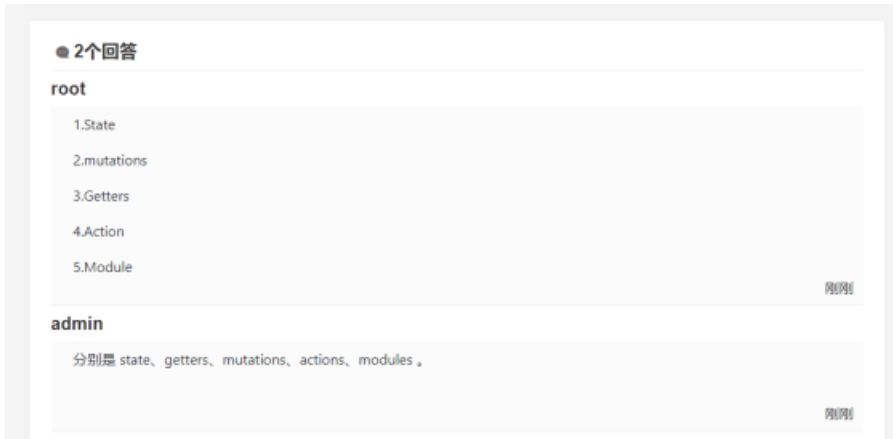 2个回答
root
1.State
2.mutations
3.Getters
4.Action
5.Module
刚刚
admin
分别是 state、getters、mutations、actions、modules 。
刚刚